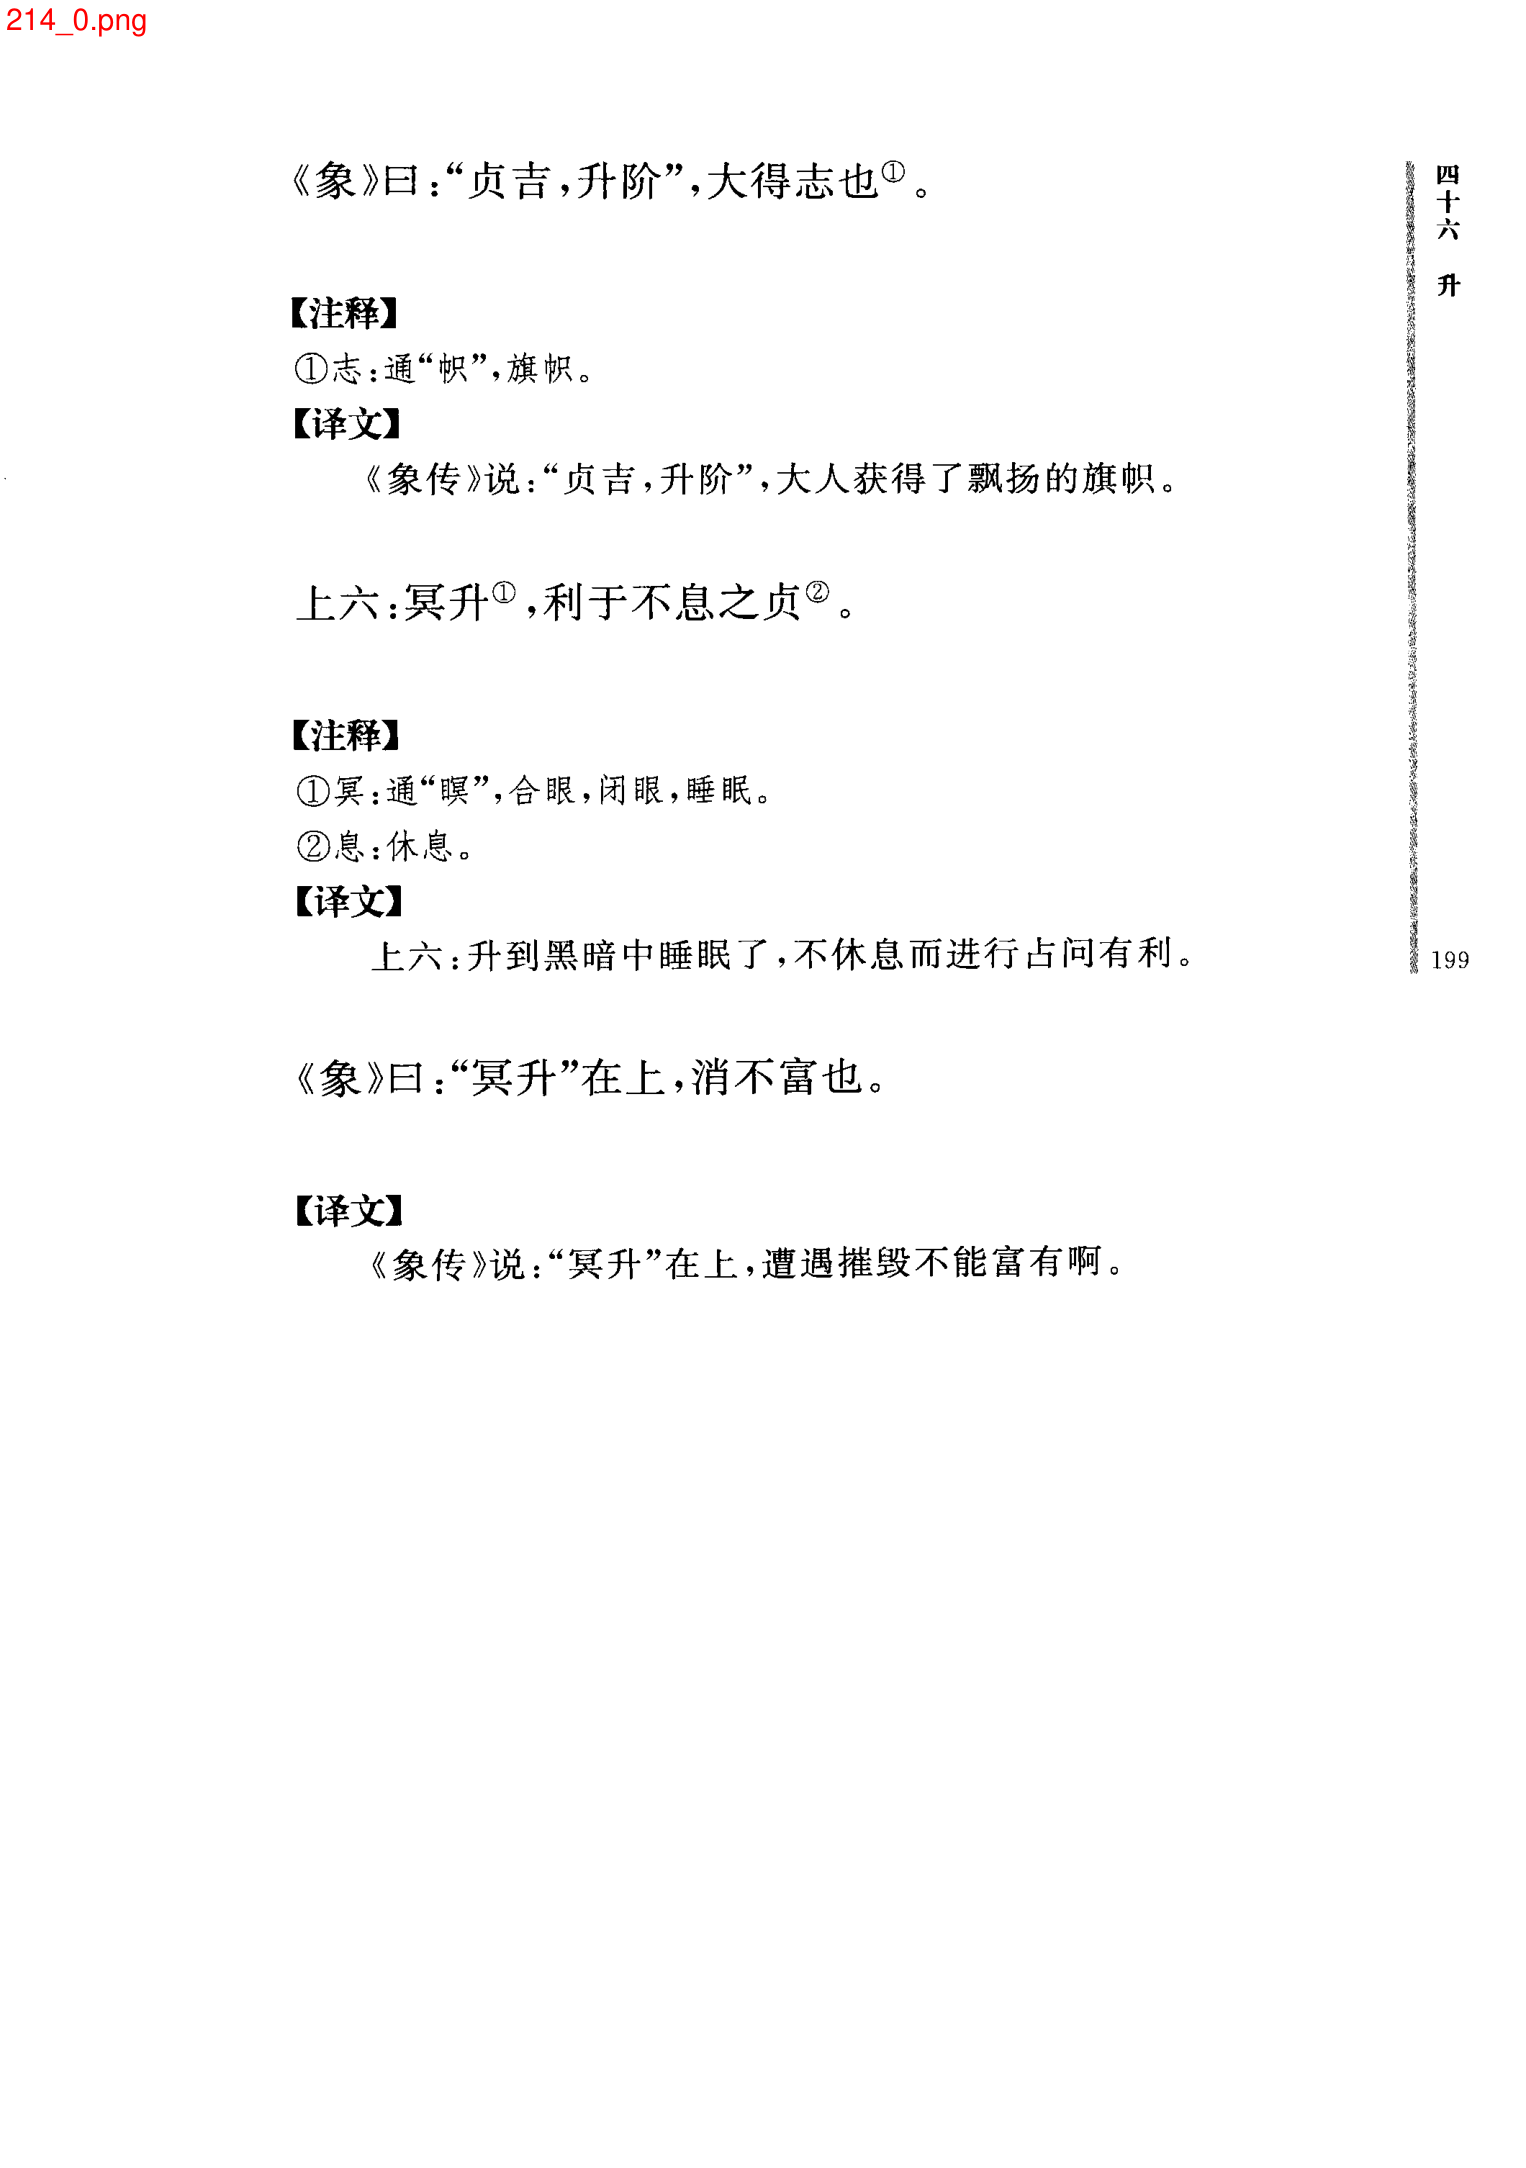 214_0.png
《象》曰:“贞吉,升阶”,大得志也①。
【注释】
①志:通“帜”,旗帜。
【译文】
《象传》说:“贞吉,升阶”,大人获得了飘扬的旗帜。
上六:冥升①,利于不息之贞②。
【注释】
①冥:通“瞑”,合眼,闭眼,睡眠。
②息:休息。
【译文】
上六:升到黑暗中睡眠了,不休息而进行占问有利。
《象》曰:“冥升”在上,消不富也。
【译文】
《象传》说:“冥升”在上,遭遇摧毁不能富有啊。
四十六 升
199